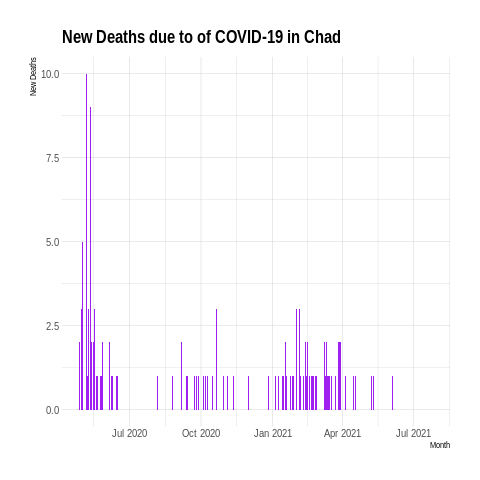 New Deaths due to of COVID-19 in Chad
New Deaths
10.0
7.5
5.0
2.5
0.0
Jul 2020 Oct 2020 Jan 2021 Apr 2021 Jul 2021
Month